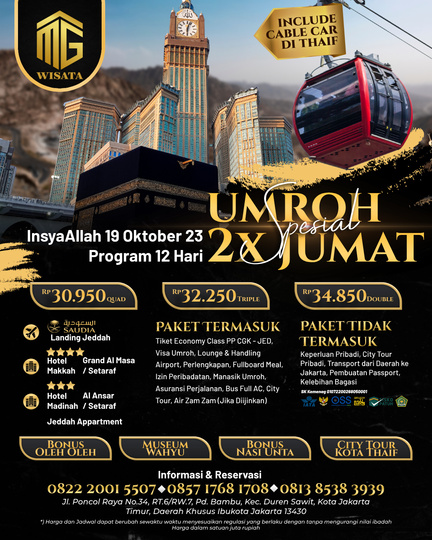 MG
WISATA
INCLUDE
CABLE CAR
DI THAIF
UMROH
Spesial
2X JUMAT
InsyaAllah 19 Oktober 23
Program 12 Hari
RP 30.950 QUAD
RP 32.250 TRIPLE
RP 34.850 DOUBLE
السعودية
SAUDIA
Landing Jeddah
Hotel Makkah Grand Al Masa / Setaraf
Hotel Madinah Al Ansar / Setaraf
Jeddah Appartment
PAKET TERMASUK
Tiket Economy Class PP CGK - JED,
Visa Umroh, Lounge & Handling
Airport, Perlengkapan, Fullboard Mal,
Izin Peribadatan, Manasik Umroh,
Asuransi Perjalanan, Bus Full AC, City
Tour, Air Zam Zam (Jika Diijinkan)
PAKET TIDAK
TERMASUK
Keperluan Pribadi, City Tour
Pribadi, Transport dari Daerah ke
Jakarta, Pembuatan Passport,
Kelebihan Bagasi
BONUS
OLEH OLEH
MUSEUM
WAHYU
BONUS
NASI UNTA
CITY TOUR
KOTA THAIF
Informasi & Reservasi
0822 2001 5507 0857 1768 1708 0813 8538 3939
Jl. Poncol Raya No.34, RT.6/RW.7, Pd. Bambu, Kec. Duren Sawit, Kota Jakarta
Timur, Daerah Khusus Ibukota Jakarta 13430
*) Harga dan Jadwal dapat berubah sewaktu waktu menyesuaikan regulasi yang berlaku dengan tanpa mengurangi nilai ibadah
Harga dalam satuan juta rupiah